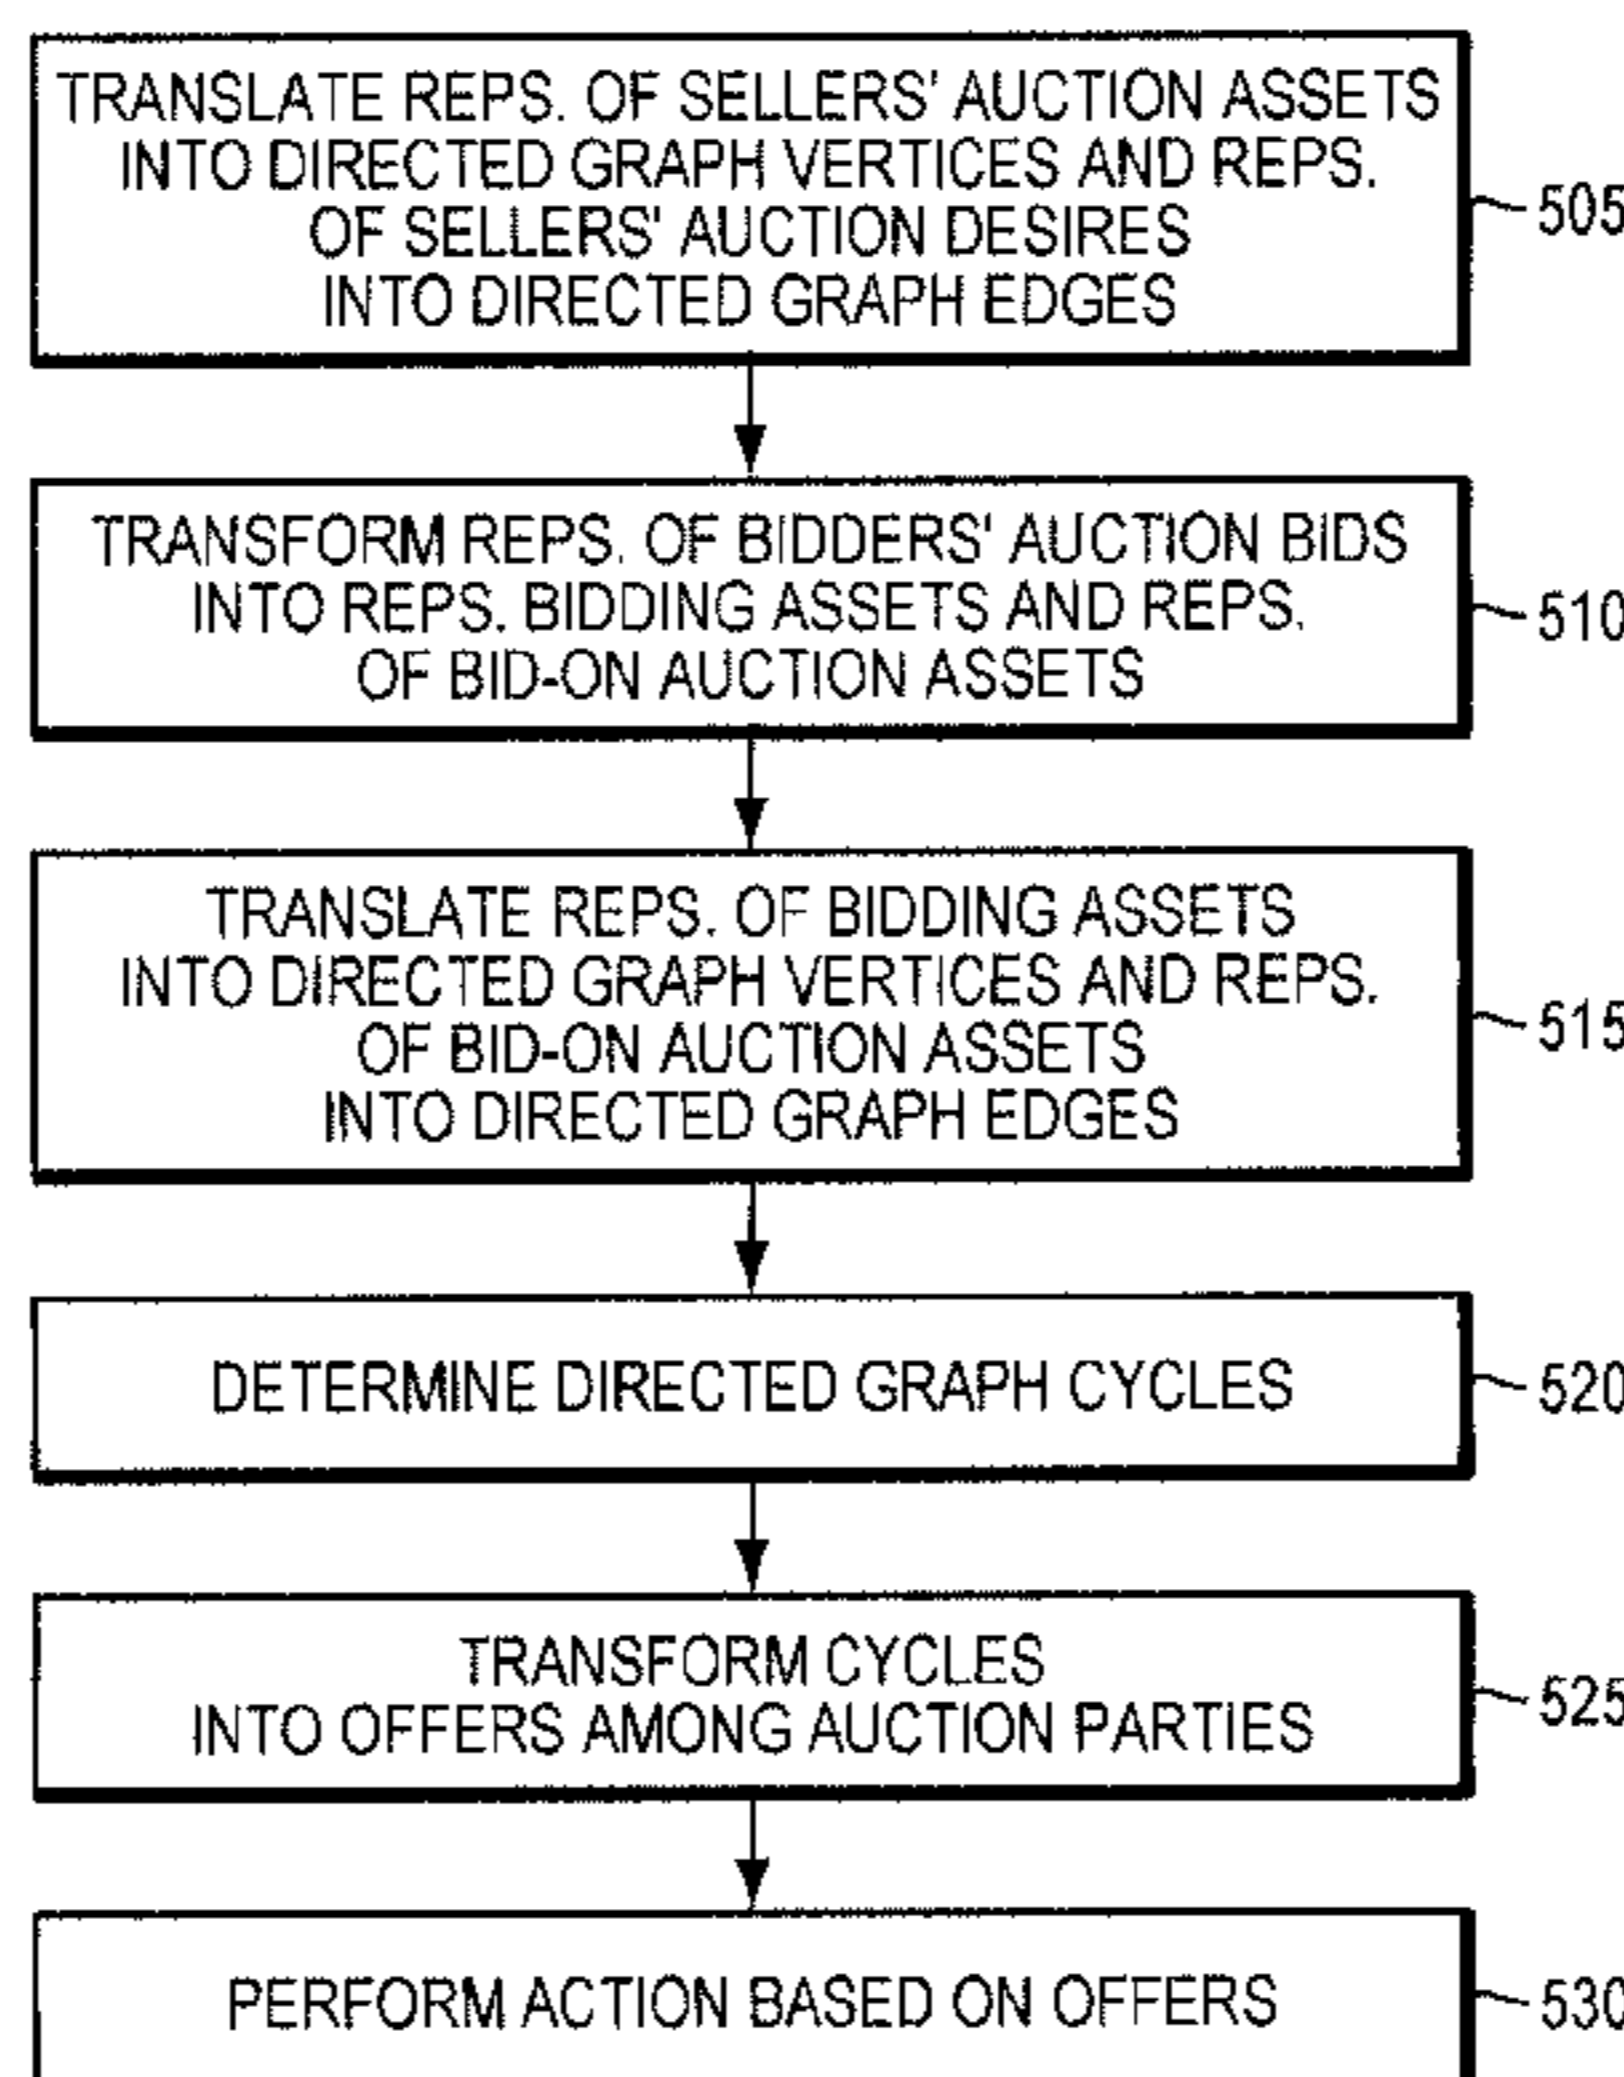 TRANSLATE REPS. OF SELLERS' AUCTION ASSETS
INTO DIRECTED GRAPH VERTICES AND REPS.
OF SELLERS' AUCTION DESIRES
INTO DIRECTED GRAPH EDGES
505
TRANSFORM REPS. OF BIDDERS' AUCTION BIDS
INTO REPS. BIDDING ASSETS AND REPS.
OF BID-ON AUCTION ASSETS
510
TRANSLATE REPS. OF BIDDING ASSETS
INTO DIRECTED GRAPH VERTICES AND REPS.
OF BID-ON AUCTION ASSETS
INTO DIRECTED GRAPH EDGES
515
DETERMINE DIRECTED GRAPH CYCLES
520
TRANSFORM CYCLES
INTO OFFERS AMONG AUCTION PARTIES
525
PERFORM ACTION BASED ON OFFERS
530